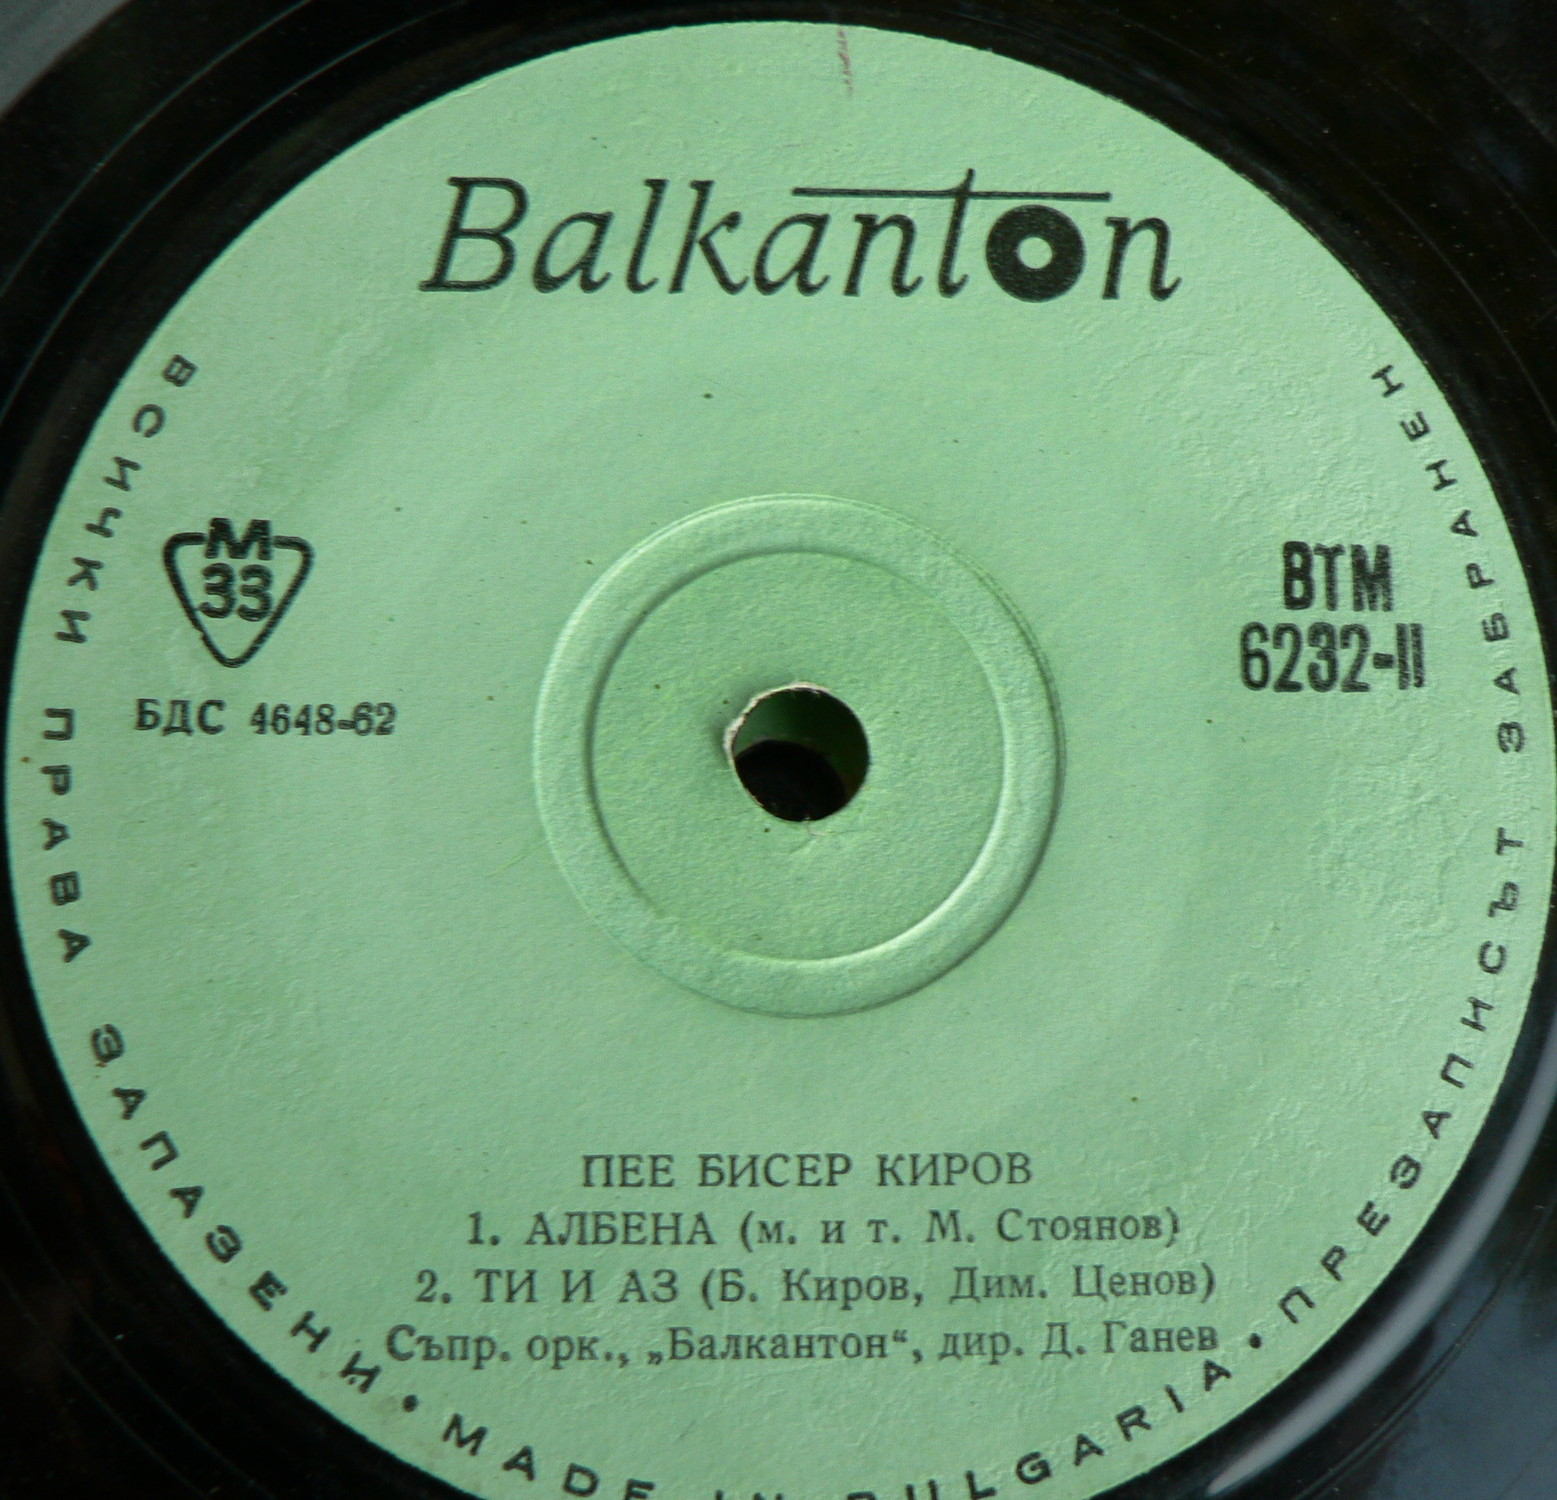 Balkanton
ВСИЧКИ ПРАВА ЗАПАЗЕНИ • MADE IN BULGARIA • ПРЕЗАПИСЪТ ЗАБРАНЕН
М
33
БДС 4648-62
ВТМ
6232-II
ПЕЕ БИСЕР КИРОВ
1. АЛБЕНА (м. и т. М. Стоянов)
2. ТИ И АЗ (Б. Киров, Дим. Ценов)
Съпр. орк., „Балкантон“, дир. Д. Ганев